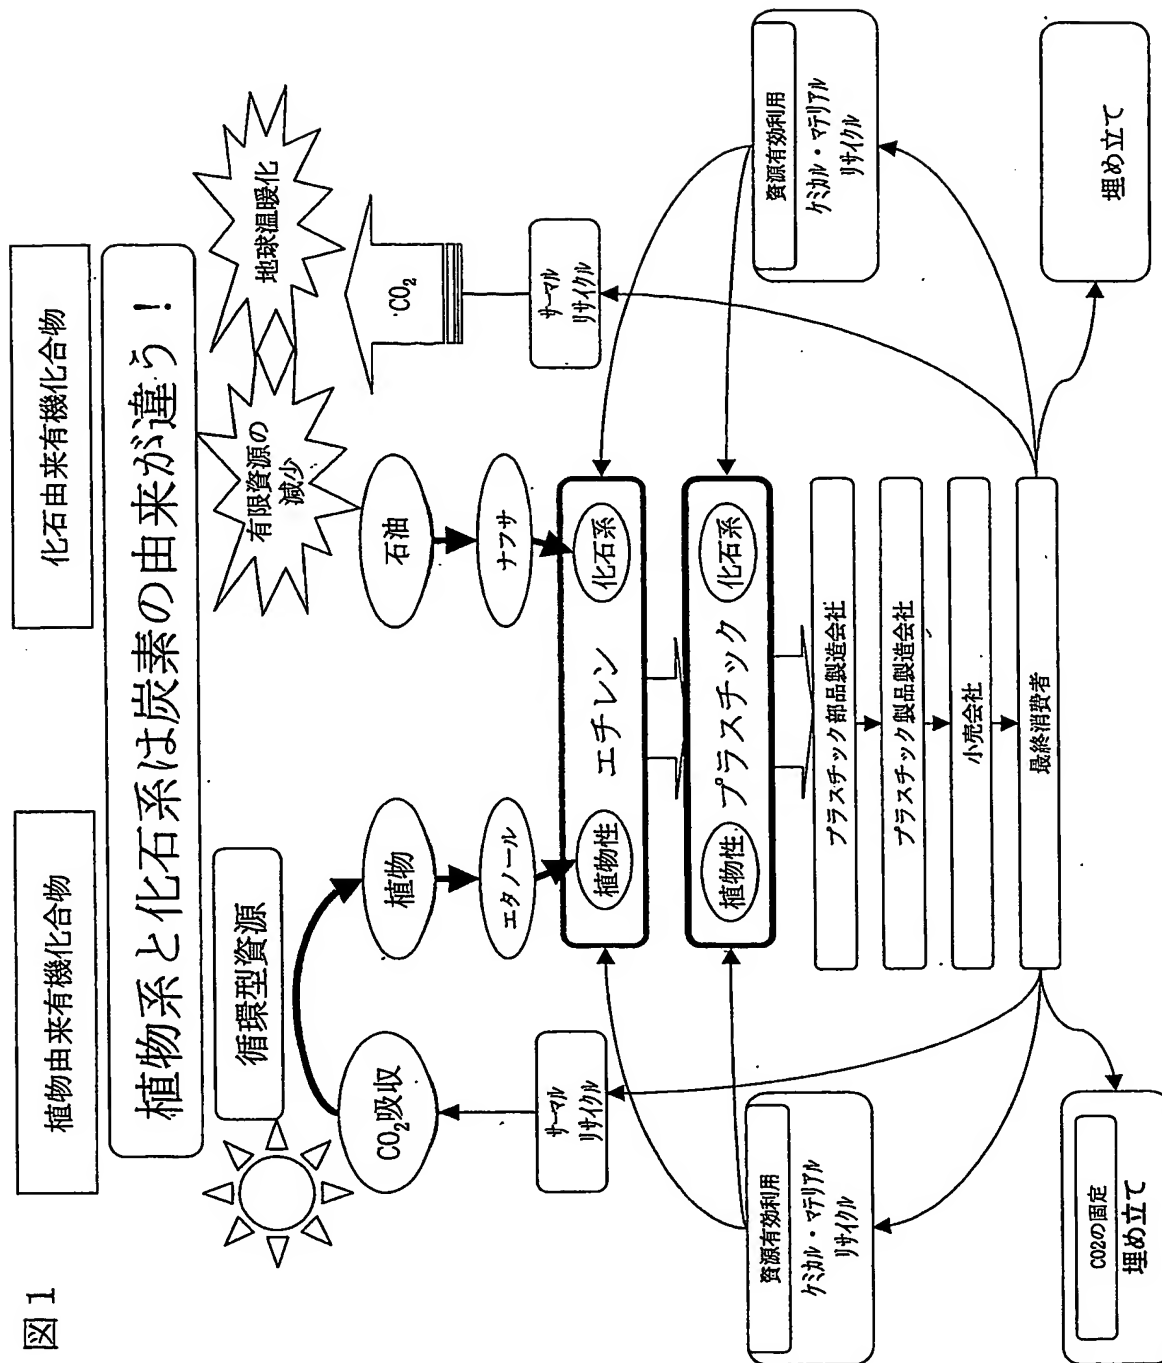 図1
植物由来有機化合物
化石由来有機化合物
植物系と化石系は炭素の由来が違う！
循環型資源
有限資源の
減少
地球温暖化
CO₂吸収
植物
石油
CO₂
エタノール
ナフサ
サーマル
リサイクル
サーマル
リサイクル
植物性
エチレン
化石系
植物性
プラスチック
化石系
資源有効利用
ケミカル・マテリアル
リサイクル
資源有効利用
ケミカル・マテリアル
リサイクル
プラスチック部品製造会社
プラスチック製品製造会社
小売会社
最終消費者
CO2の固定
埋め立て
埋め立て